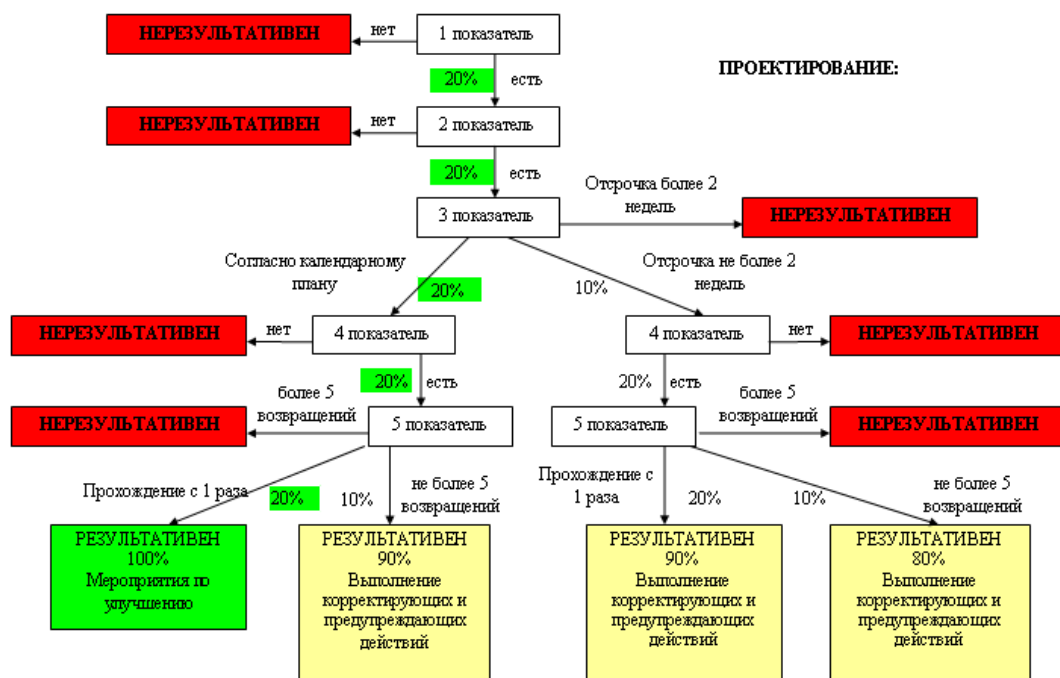 НЕРЕЗУЛЬТАТИВЕН
нет
1 показатель
ПРОЕКТИРОВАНИЕ:
20%
есть
НЕРЕЗУЛЬТАТИВЕН
нет
2 показатель
20%
есть
Отсрочка более 2
недель
3 показатель
НЕРЕЗУЛЬТАТИВЕН
Согласно календарному
плану
20%
10%
Отсрочка не более 2
недель
НЕРЕЗУЛЬТАТИВЕН
нет
4 показатель
4 показатель
нет
НЕРЕЗУЛЬТАТИВЕН
20%
есть
20%
есть
НЕРЕЗУЛЬТАТИВЕН
более 5
возвращений
5 показатель
5 показатель
более 5
возвращений
НЕРЕЗУЛЬТАТИВЕН
Прохождение с 1 раза
20%
10%
не более 5
возвращений
Прохождение с
1 раза
20%
10%
не более 5
возвращений
РЕЗУЛЬТАТИВЕН
100%
Мероприятия по
улучшению
РЕЗУЛЬТАТИВЕН
90%
Выполнение
корректирующих и
предупреждающих
действий
РЕЗУЛЬТАТИВЕН
90%
Выполнение
корректирующих и
предупреждающих
действий
РЕЗУЛЬТАТИВЕН
80%
Выполнение
корректирующих и
предупреждающих
действий